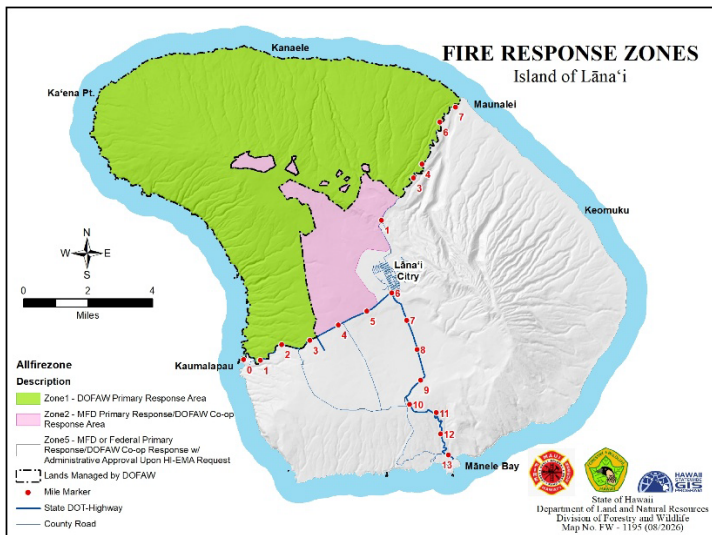 FIRE RESPONSE ZONES
Island of Lāna‘i
Kanaele
Ka‘ena Pt.
Maunalei
7
6
4
3
Keomuku
1
N
W E
S
Lāna‘i
Citry
0 2 4
Miles
6
5
7
4
3
2
8
Kaumalapau
0
1
9
10
11
12
13
Mānele Bay
Allfirezone
Description
Zone1 - DOFAW Primary Response Area
Zone2 - MFD Primary Response/DOFAW Co-op
Response Area
Zone5 - MFD or Federal Primary
Response/DOFAW Co-op Response w/
Administrative Approval Upon HI-EMA Request
Lands Managed by DOFAW
Mile Marker
State DOT-Highway
County Road
MAUI
HAWAII
STATEWIDE
GIS
PROGRAM
State of Hawaii
Department of Land and Natural Resources
Division of Forestry and Wildlife
Map No. FW - 1195 (08/2026)